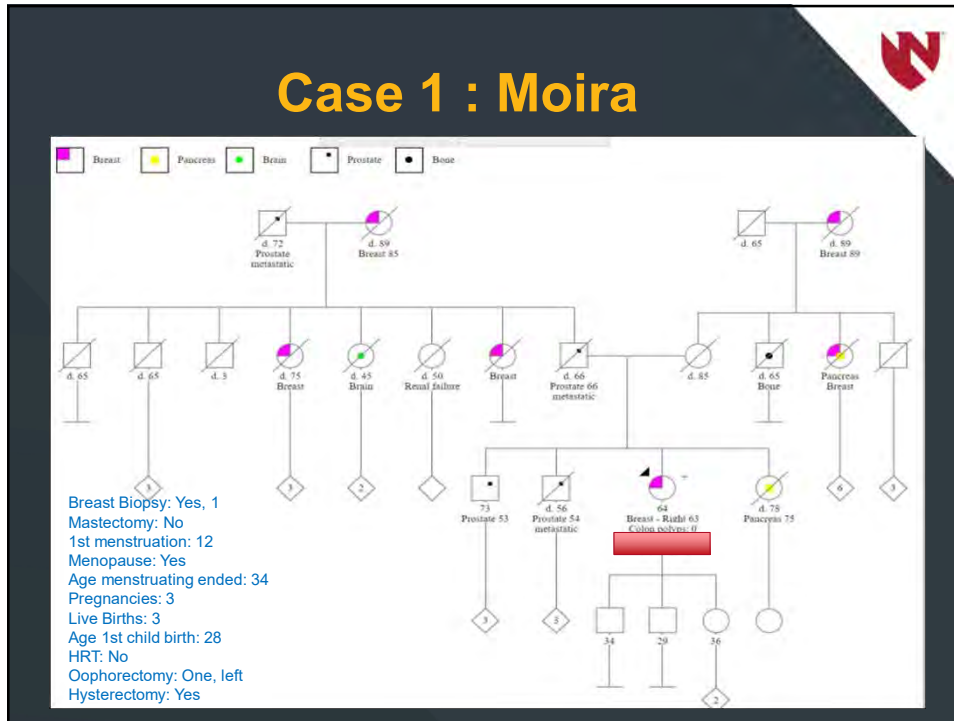 Case 1 : Moira
Breast
Pancreas
Brain
Prostate
Bone
d. 72
Prostate
metastatic
d. 89
Breast 85
d. 65
d. 89
Breast 89
d. 65
d. 65
d. 3
d. 75
Breast
d. 45
Brain
d. 50
Renal failure
Breast
d. 66
Prostate 66
metastatic
d. 85
d. 65
Bone
Pancreas
Breast
3
3
2
6
3
73
Prostate 53
d. 56
Prostate 54
metastatic
64
Breast - Right 63
Colon polyps: 0
d. 78
Pancreas 75
3
3
34
29
36
2
Breast Biopsy: Yes, 1
Mastectomy: No
1st menstruation: 12
Menopause: Yes
Age menstruating ended: 34
Pregnancies: 3
Live Births: 3
Age 1st child birth: 28
HRT: No
Oophorectomy: One, left
Hysterectomy: Yes